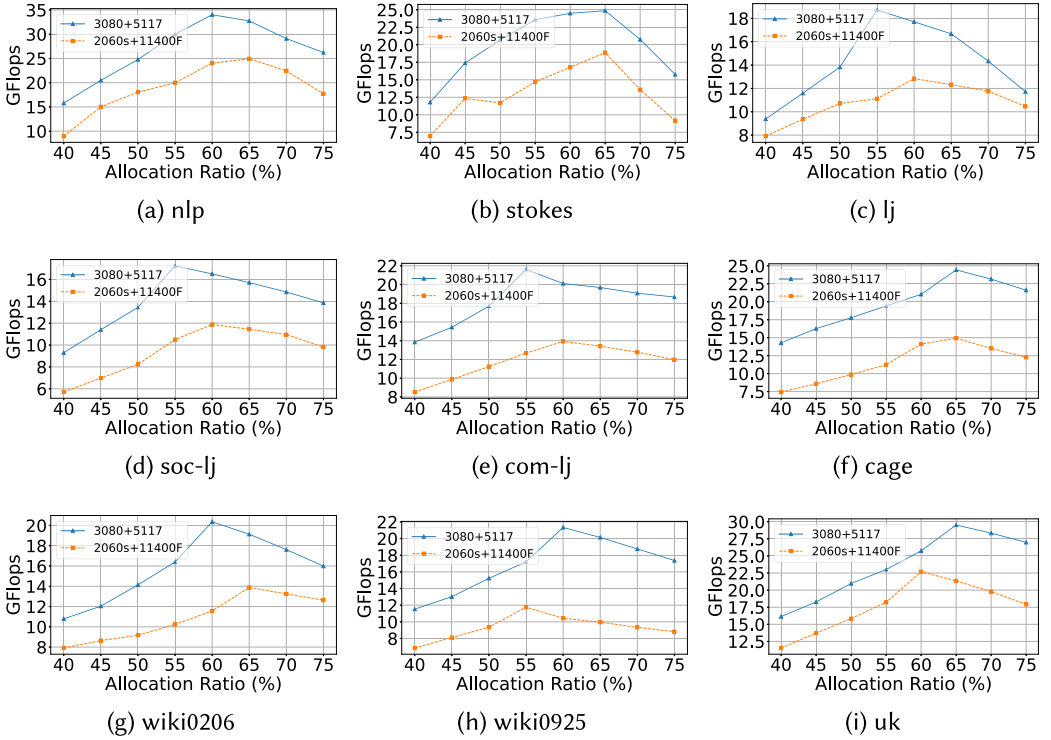 GFlops
35
30
25
20
15
10
3080+5117
2060s+11400F
40 45 50 55 60 65 70 75
Allocation Ratio (%)
(a) nlp
GFlops
25.0
22.5
20.0
17.5
15.0
12.5
10.0
7.5
3080+5117
2060s+11400F
40 45 50 55 60 65 70 75
Allocation Ratio (%)
(b) stokes
GFlops
18
16
14
12
10
8
3080+5117
2060s+11400F
40 45 50 55 60 65 70 75
Allocation Ratio (%)
(c) lj
GFlops
16
14
12
10
8
6
3080+5117
2060s+11400F
40 45 50 55 60 65 70 75
Allocation Ratio (%)
(d) soc-lj
GFlops
22
20
18
16
14
12
10
8
3080+5117
2060s+11400F
40 45 50 55 60 65 70 75
Allocation Ratio (%)
(e) com-lj
GFlops
25.0
22.5
20.0
17.5
15.0
12.5
10.0
7.5
3080+5117
2060s+11400F
40 45 50 55 60 65 70 75
Allocation Ratio (%)
(f) cage
GFlops
20
18
16
14
12
10
8
3080+5117
2060s+11400F
40 45 50 55 60 65 70 75
Allocation Ratio (%)
(g) wiki0206
GFlops
22
20
18
16
14
12
10
8
3080+5117
2060s+11400F
40 45 50 55 60 65 70 75
Allocation Ratio (%)
(h) wiki0925
GFlops
30.0
27.5
25.0
22.5
20.0
17.5
15.0
12.5
3080+5117
2060s+11400F
40 45 50 55 60 65 70 75
Allocation Ratio (%)
(i) uk